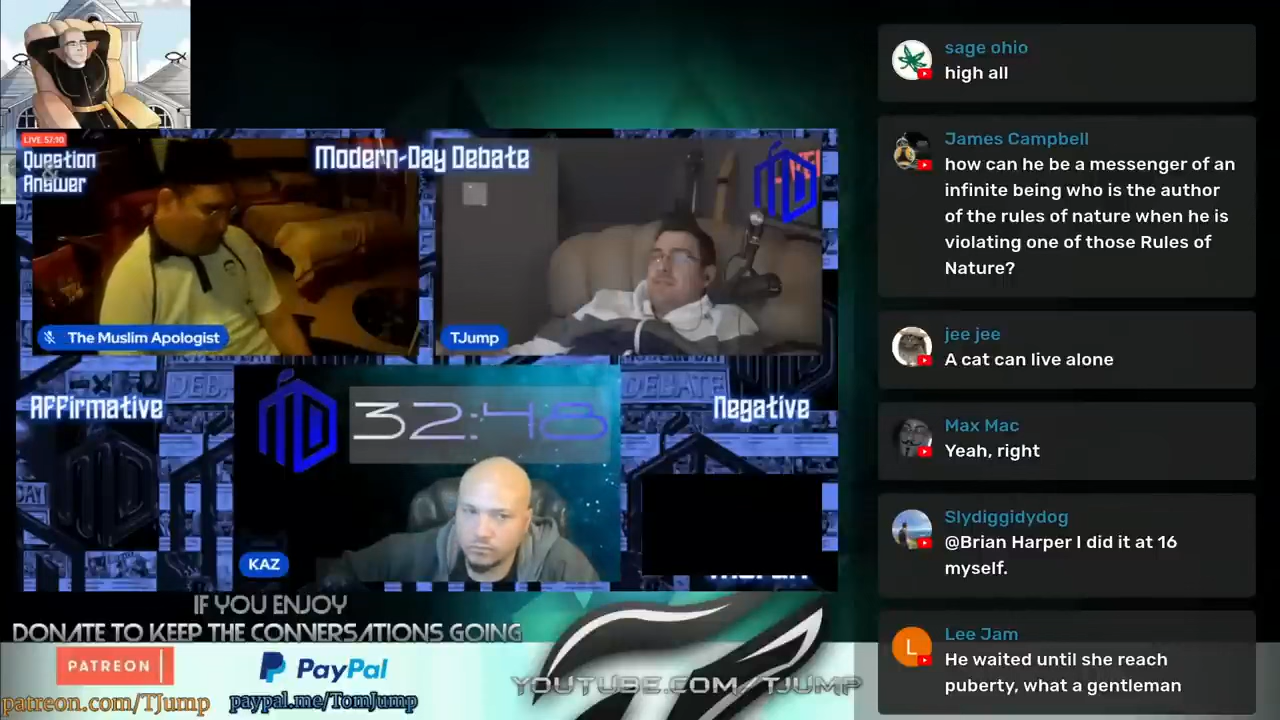 LIVE 57:10
Question
&
Answer
Modern-Day Debate
The Muslim Apologist
TJump
Affirmative
Negative
32:48
KAZ
IF YOU ENJOY
DONATE TO KEEP THE CONVERSATIONS GOING
PATREON
PayPal
patreon.com/TJump
paypal.me/TomJump
YOUTUBE.COM/TJUMP
sage ohio
high all
James Campbell
how can he be a messenger of an
infinite being who is the author
of the rules of nature when he is
violating one of those Rules of
Nature?
jee jee
A cat can live alone
Max Mac
Yeah, right
Slydiggidydog
@Brian Harper I did it at 16
myself.
L
Lee Jam
He waited until she reach
puberty, what a gentleman